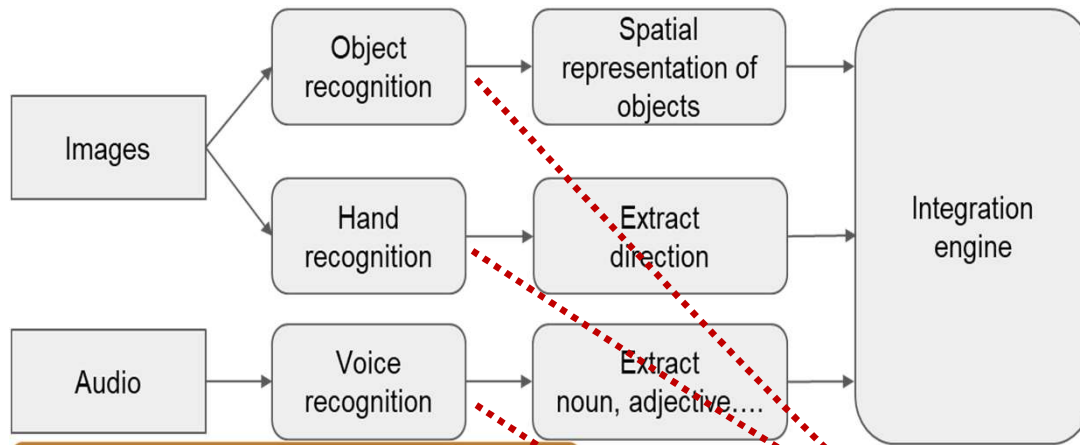 Object
recognition
Spatial
representation of
objects
Images
Hand
recognition
Extract
direction
Integration
engine
Audio
Voice
recognition
Extract
noun, adjective....